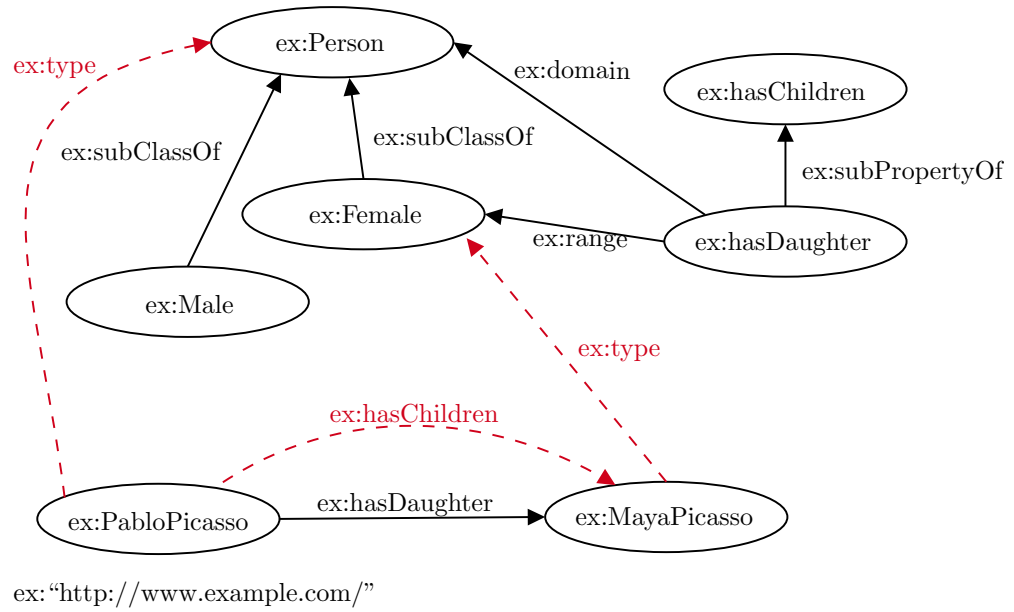 ex:Person
ex:type
ex:domain
ex:hasChildren
ex:subClassOf
ex:subClassOf
ex:subPropertyOf
ex:Female
ex:range
ex:hasDaughter
ex:Male
ex:type
ex:hasChildren
ex:hasDaughter
ex:PabloPicasso
ex:MayaPicasso
ex:“http://www.example.com/”